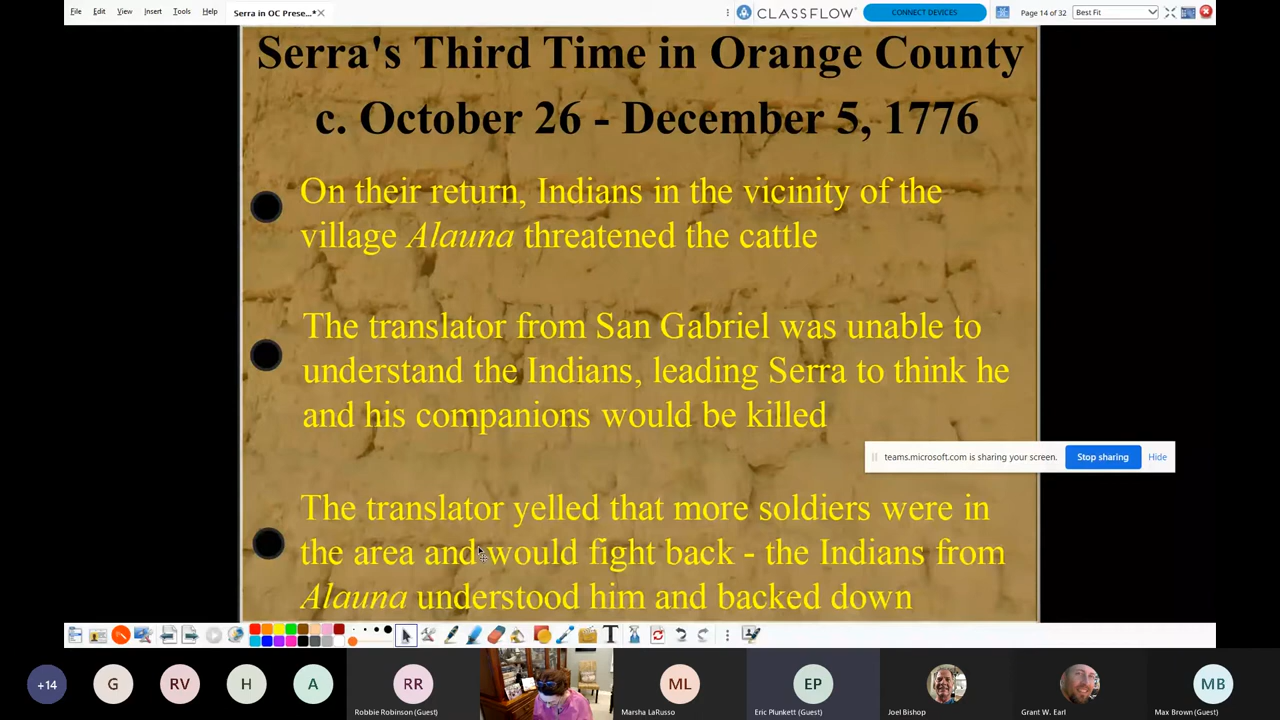 File Edit View Insert Tools Help Serra in OC Prese...* CLASSFLOW CONNECT DEVICES Page 14 of 32 Best Fit
Serra's Third Time in Orange County
c. October 26 - December 5, 1776
On their return, Indians in the vicinity of the
village Alauna threatened the cattle
The translator from San Gabriel was unable to
understand the Indians, leading Serra to think he
and his companions would be killed
teams.microsoft.com is sharing your screen. Stop sharing Hide
The translator yelled that more soldiers were in
the area and would fight back - the Indians from
Alauna understood him and backed down
T
+14 G RV H A RR ML EP MB
Robbie Robinson (Guest) Marsha LaRusso Eric Plunkett (Guest) Joel Bishop Grant W. Earl Max Brown (Guest)